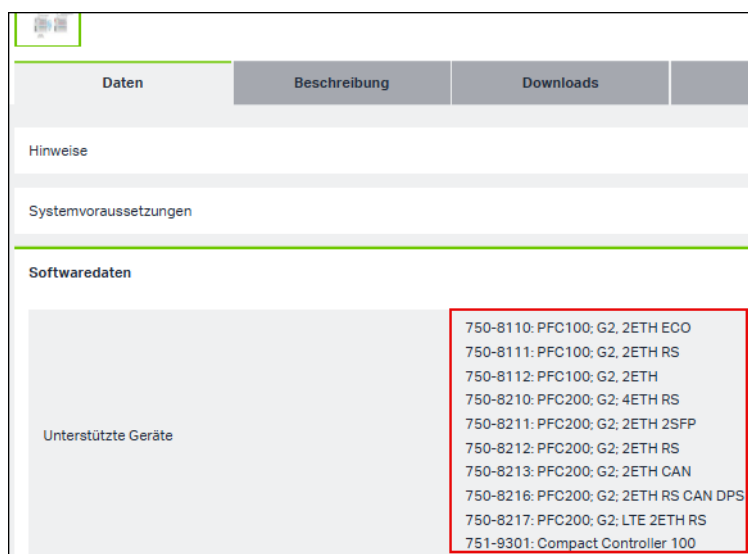 Daten
Beschreibung
Downloads
Hinweise
Systemvoraussetzungen
Softwaredaten
Unterstützte Geräte
750-8110: PFC100; G2, 2ETH ECO
750-8111: PFC100; G2, 2ETH RS
750-8112: PFC100; G2, 2ETH
750-8210: PFC200; G2; 4ETH RS
750-8211: PFC200; G2; 2ETH 2SFP
750-8212: PFC200; G2; 2ETH RS
750-8213: PFC200; G2; 2ETH CAN
750-8216: PFC200; G2; 2ETH RS CAN DPS
750-8217: PFC200; G2; LTE 2ETH RS
751-9301: Compact Controller 100